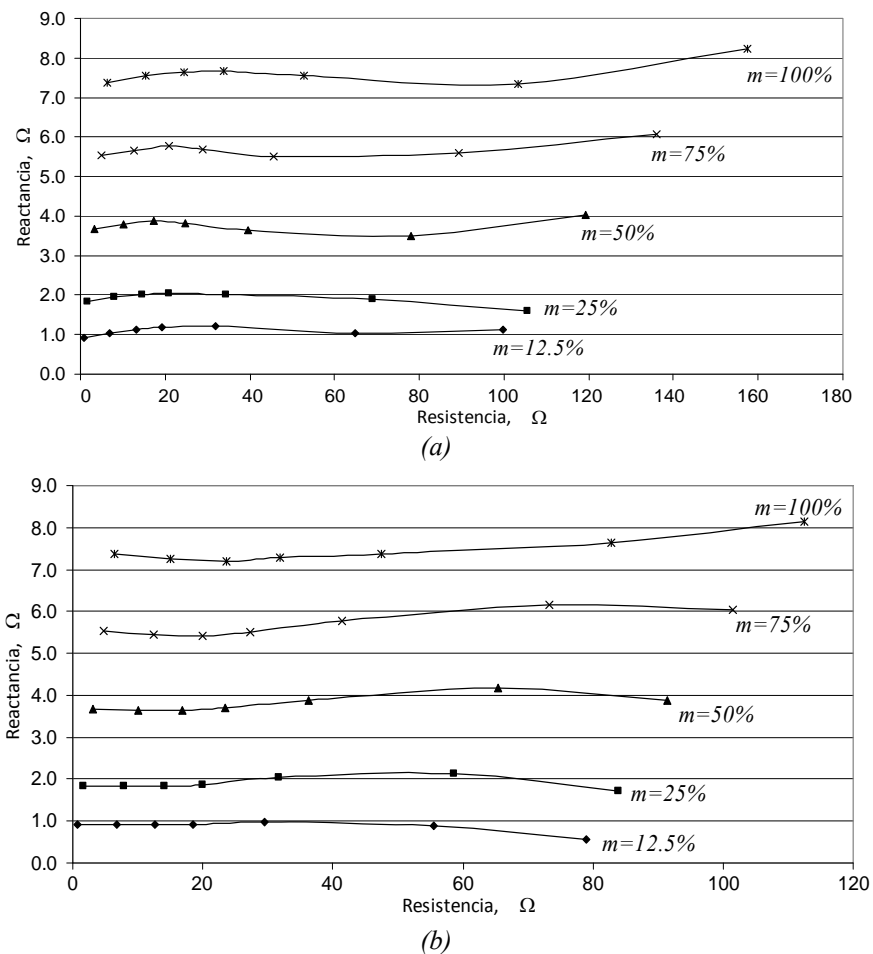 9.0
8.0
7.0
6.0
5.0
4.0
3.0
2.0
1.0
0.0
Reactancia, Ω
m=100%
m=75%
m=50%
m=25%
m=12.5%
0 20 40 60 80 100 120 140 160 180
Resistencia, Ω
(a)
9.0
8.0
7.0
6.0
5.0
4.0
3.0
2.0
1.0
0.0
Reactancia, Ω
m=100%
m=75%
m=50%
m=25%
m=12.5%
0 20 40 60 80 100 120
Resistencia, Ω
(b)